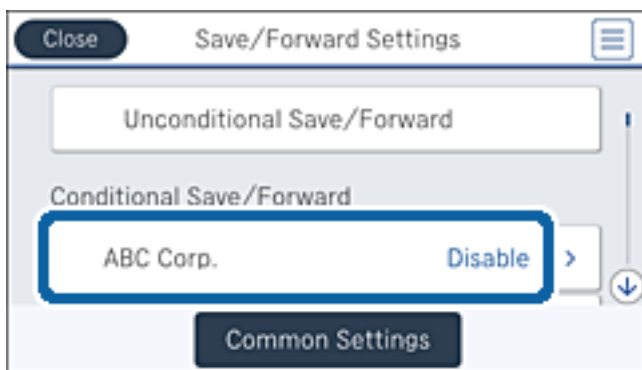 Close Save/Forward Settings
Unconditional Save/Forward
Conditional Save/Forward
ABC Corp. Disable
Common Settings